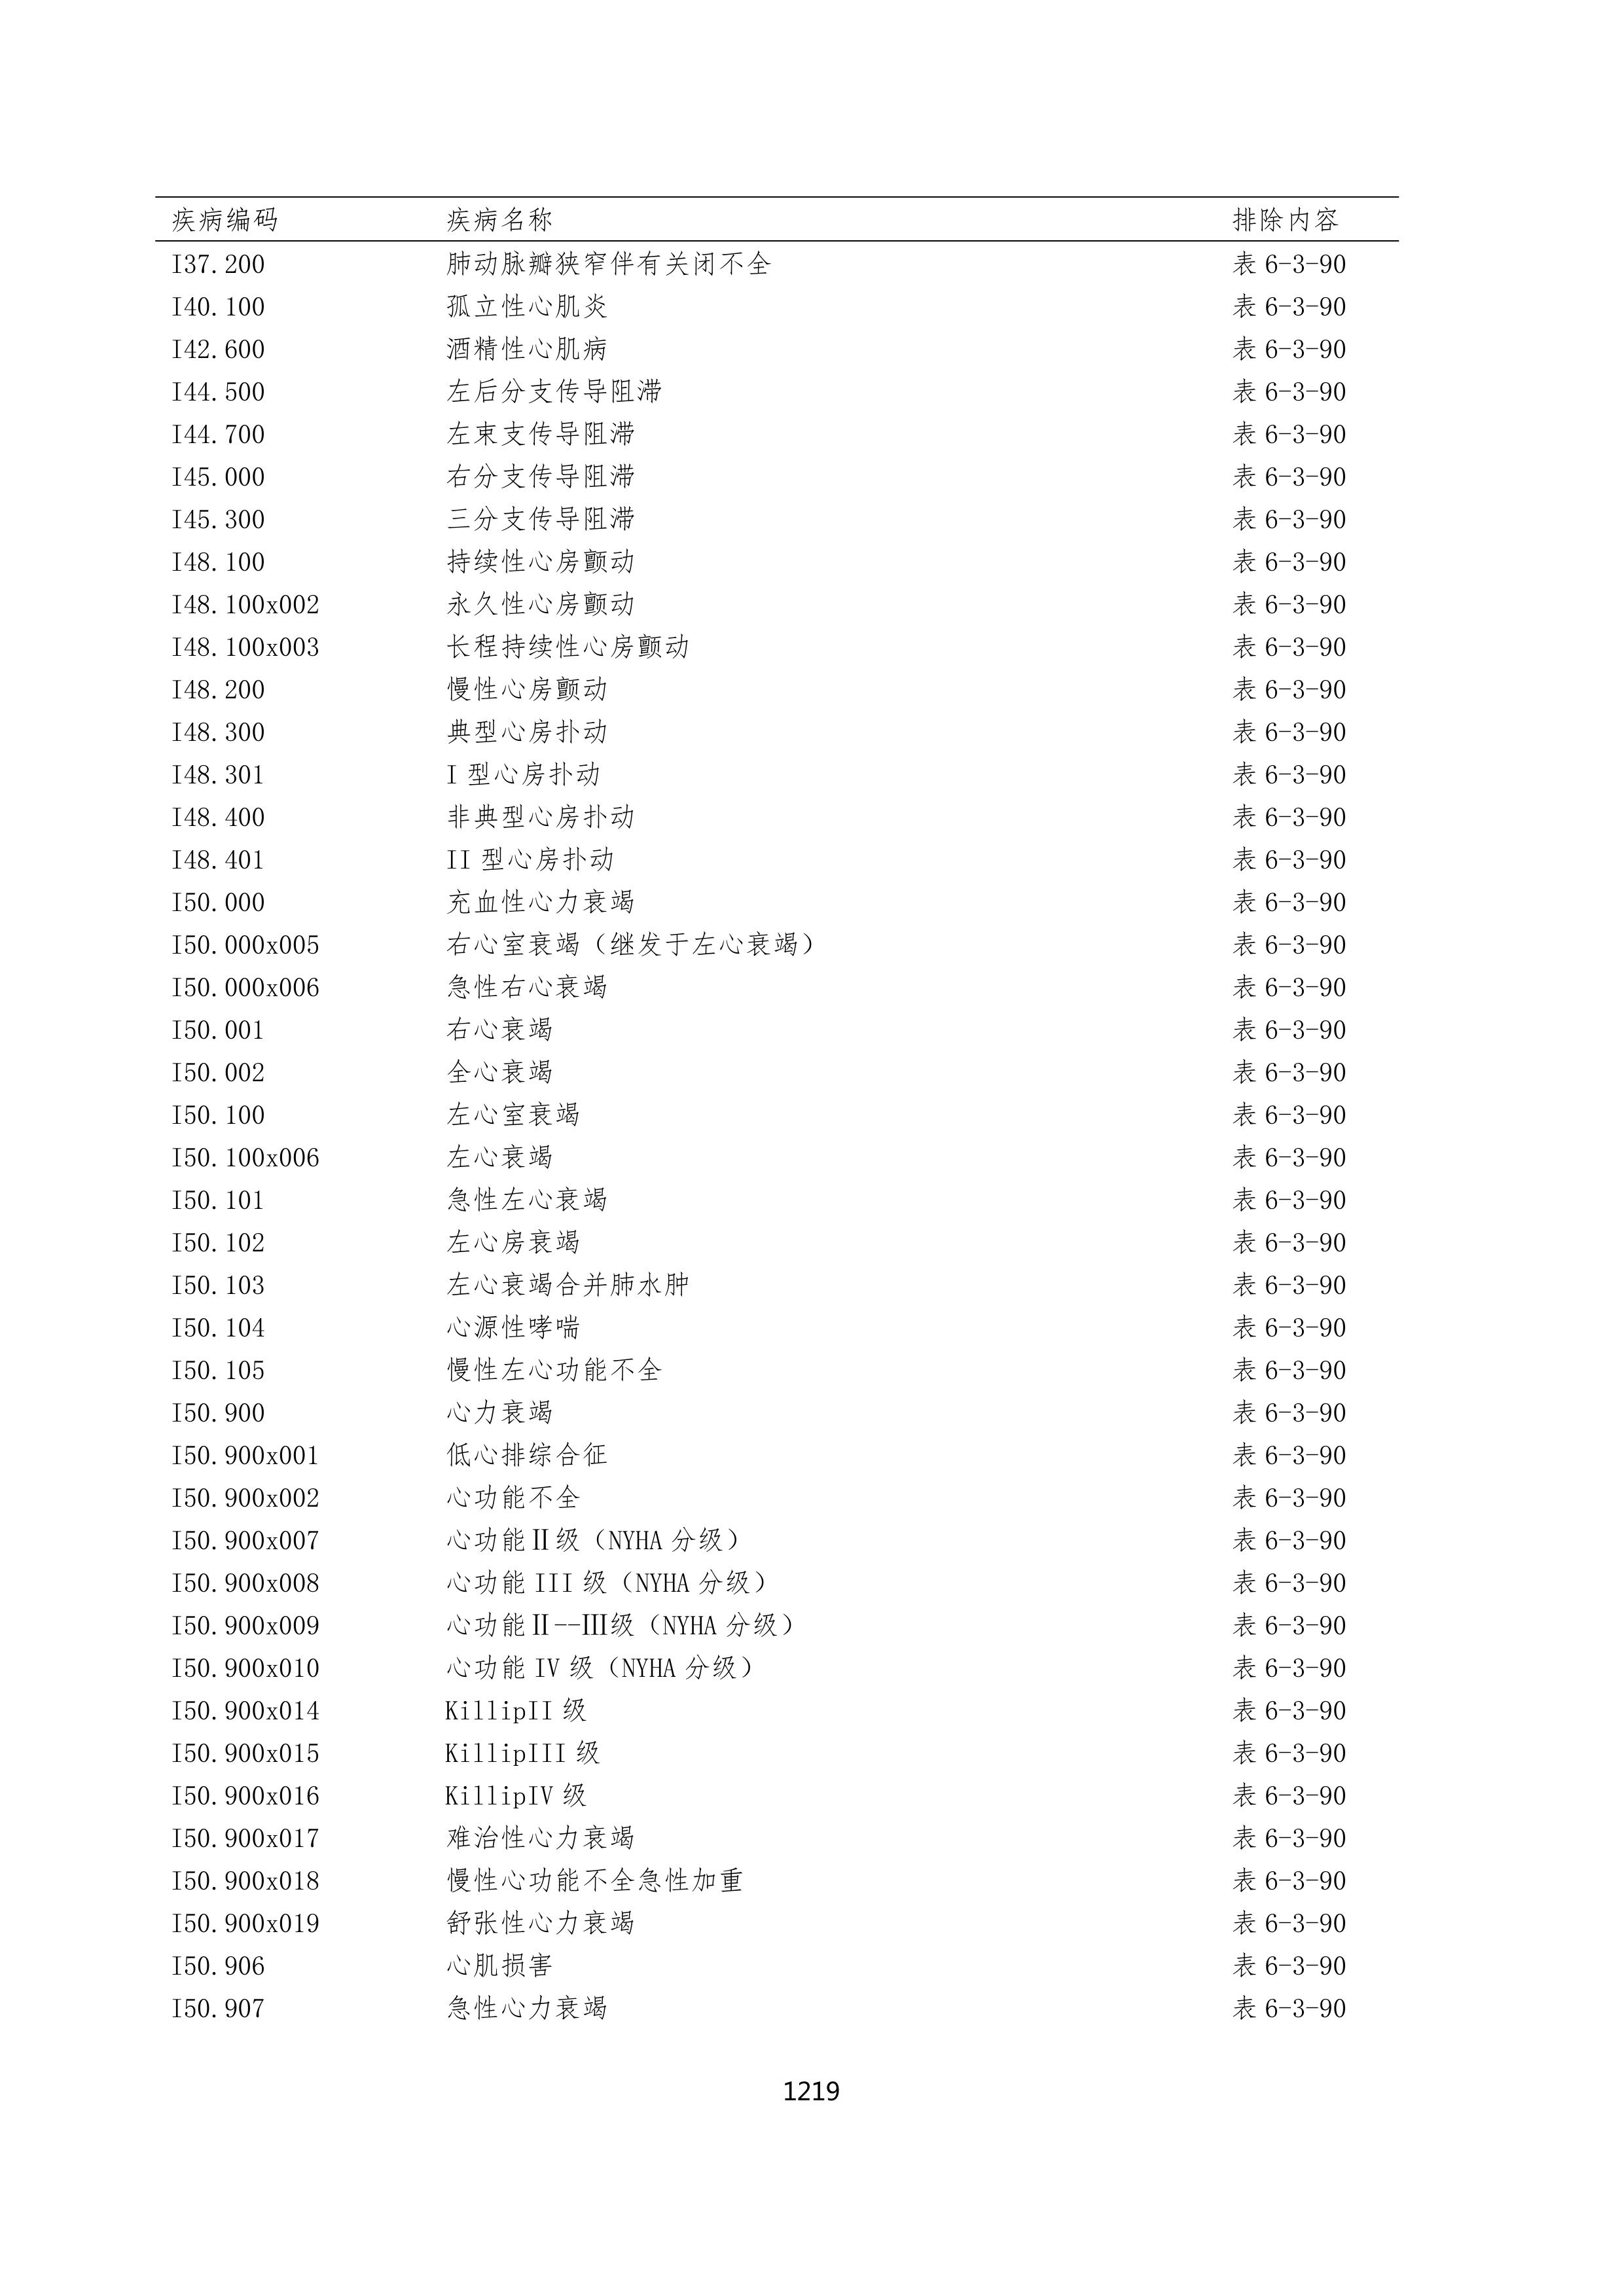 疾病编码 疾病名称 排除内容
I37.200 肺动脉瓣狭窄伴有关闭不全 表 6-3-90
I40.100 孤立性心肌炎 表 6-3-90
I42.600 酒精性心肌病 表 6-3-90
I44.500 左后分支传导阻滞 表 6-3-90
I44.700 左束支传导阻滞 表 6-3-90
I45.000 右分支传导阻滞 表 6-3-90
I45.300 三分支传导阻滞 表 6-3-90
I48.100 持续性心房颤动 表 6-3-90
I48.100x002 永久性心房颤动 表 6-3-90
I48.100x003 长程持续性心房颤动 表 6-3-90
I48.200 慢性心房颤动 表 6-3-90
I48.300 典型心房扑动 表 6-3-90
I48.301 I 型心房扑动 表 6-3-90
I48.400 非典型心房扑动 表 6-3-90
I48.401 II 型心房扑动 表 6-3-90
I50.000 充血性心力衰竭 表 6-3-90
I50.000x005 右心室衰竭（继发于左心衰竭） 表 6-3-90
I50.000x006 急性右心衰竭 表 6-3-90
I50.001 右心衰竭 表 6-3-90
I50.002 全心衰竭 表 6-3-90
I50.100 左心室衰竭 表 6-3-90
I50.100x006 左心衰竭 表 6-3-90
I50.101 急性左心衰竭 表 6-3-90
I50.102 左心房衰竭 表 6-3-90
I50.103 左心衰竭合并肺水肿 表 6-3-90
I50.104 心源性哮喘 表 6-3-90
I50.105 慢性左心功能不全 表 6-3-90
I50.900 心力衰竭 表 6-3-90
I50.900x001 低心排综合征 表 6-3-90
I50.900x002 心功能不全 表 6-3-90
I50.900x007 心功能Ⅱ级（NYHA 分级） 表 6-3-90
I50.900x008 心功能 III 级（NYHA 分级） 表 6-3-90
I50.900x009 心功能Ⅱ--Ⅲ级（NYHA 分级） 表 6-3-90
I50.900x010 心功能 IV 级（NYHA 分级） 表 6-3-90
I50.900x014 KillipII 级 表 6-3-90
I50.900x015 KillipIII 级 表 6-3-90
I50.900x016 KillipIV 级 表 6-3-90
I50.900x017 难治性心力衰竭 表 6-3-90
I50.900x018 慢性心功能不全急性加重 表 6-3-90
I50.900x019 舒张性心力衰竭 表 6-3-90
I50.906 心肌损害 表 6-3-90
I50.907 急性心力衰竭 表 6-3-90
1219